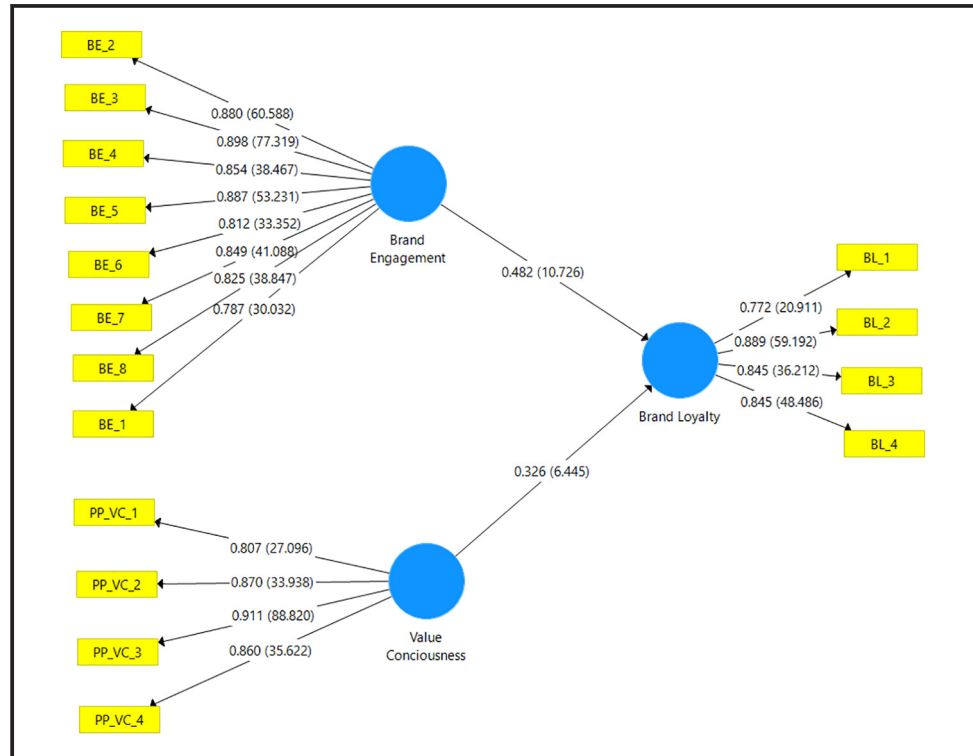 BE_2
BE_3
BE_4
BE_5
BE_6
BE_7
BE_8
BE_1
0.880 (60.588)
0.898 (77.319)
0.854 (38.467)
0.887 (53.231)
0.812 (33.352)
0.849 (41.088)
0.825 (38.847)
0.787 (30.032)
Brand
Engagement
0.482 (10.726)
PP_VC_1
PP_VC_2
PP_VC_3
PP_VC_4
0.807 (27.096)
0.870 (33.938)
0.911 (88.820)
0.860 (35.622)
Value
Conciousness
0.326 (6.445)
Brand Loyalty
0.772 (20.911)
0.889 (59.192)
0.845 (36.212)
0.845 (48.486)
BL_1
BL_2
BL_3
BL_4